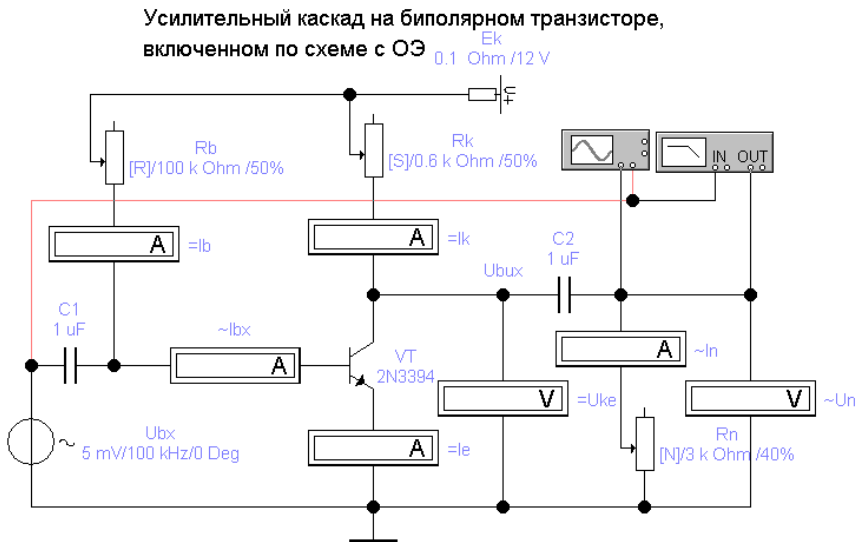 Усилительный каскад на биполярном транзисторе,
включенном по схеме с ОЭ
Ek
0.1 Ohm /12 V
Rb
[R]/100 k Ohm /50%
Rk
[S]/0.6 k Ohm /50%
IN OUT
A =Ib
A =Ik
C2
1 uF
Ubux
C1
1 uF
~Ibx
A
A ~In
VT
2N3394
V =Uke
V ~Un
Ubx
5 mV/100 kHz/0 Deg
A =Ie
Rn
[N]/3 k Ohm /40%